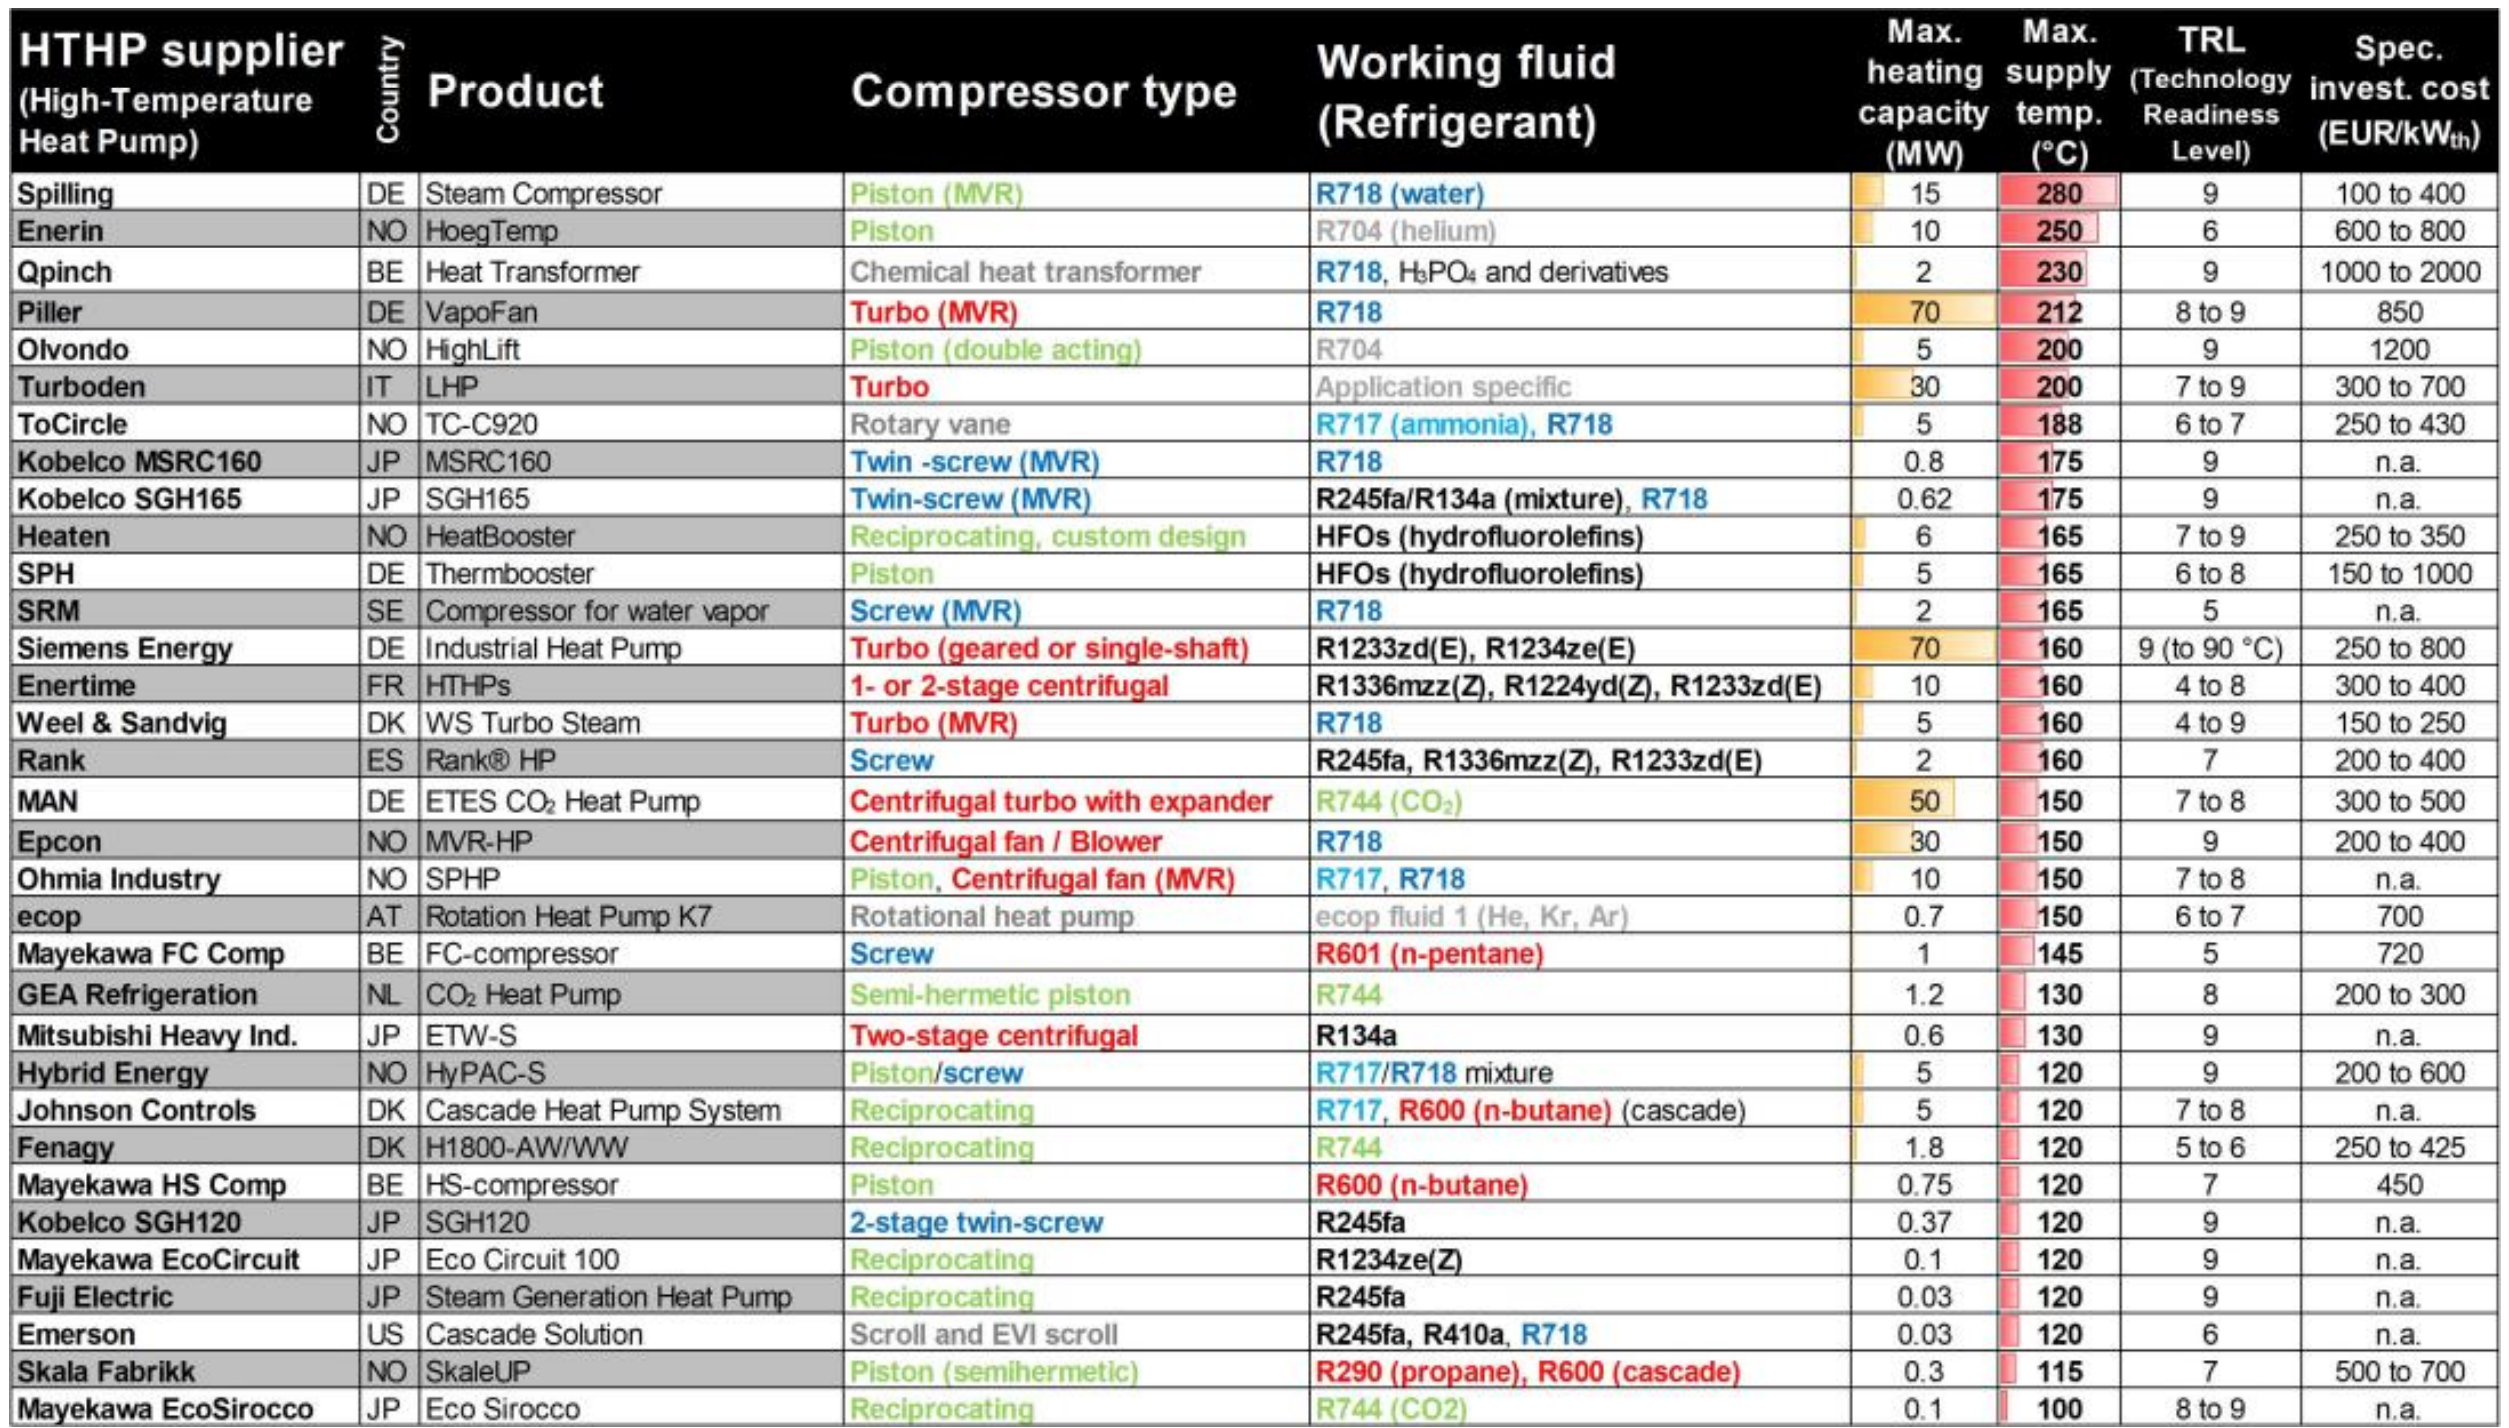 HTHP supplier (High-Temperature Heat Pump) Country Product Compressor type Working fluid (Refrigerant) Max. heating capacity (MW) Max. supply temp. (°C) TRL (Technology Readiness Level) Spec. invest. cost (EUR/kWth)
Spilling DE Steam Compressor Piston (MVR) R718 (water) 15 280 9 100 to 400
Enerin NO HoegTemp Piston R704 (helium) 10 250 6 600 to 800
Qpinch BE Heat Transformer Chemical heat transformer R718, H₃PO₄ and derivatives 2 230 9 1000 to 2000
Piller DE VapoFan Turbo (MVR) R718 70 212 8 to 9 850
Olvondo NO HighLift Piston (double acting) R704 5 200 9 1200
Turboden IT LHP Turbo Application specific 30 200 7 to 9 300 to 700
ToCircle NO TC-C920 Rotary vane R717 (ammonia), R718 5 188 6 to 7 250 to 430
Kobelco MSRC160 JP MSRC160 Twin -screw (MVR) R718 0.8 175 9 n.a.
Kobelco SGH165 JP SGH165 Twin-screw (MVR) R245fa/R134a (mixture), R718 0.62 175 9 n.a.
Heaten NO HeatBooster Reciprocating, custom design HFOs (hydrofluorolefins) 6 165 7 to 9 250 to 350
SPH DE Thermbooster Piston HFOs (hydrofluorolefins) 5 165 6 to 8 150 to 1000
SRM SE Compressor for water vapor Screw (MVR) R718 2 165 5 n.a.
Siemens Energy DE Industrial Heat Pump Turbo (geared or single-shaft) R1233zd(E), R1234ze(E) 70 160 9 (to 90 °C) 250 to 800
Enertime FR HTHPs 1- or 2-stage centrifugal R1336mzz(Z), R1224yd(Z), R1233zd(E) 10 160 4 to 8 300 to 400
Weel & Sandvig DK WS Turbo Steam Turbo (MVR) R718 5 160 4 to 9 150 to 250
Rank ES Rank® HP Screw R245fa, R1336mzz(Z), R1233zd(E) 2 160 7 200 to 400
MAN DE ETES CO₂ Heat Pump Centrifugal turbo with expander R744 (CO₂) 50 150 7 to 8 300 to 500
Epcon NO MVR-HP Centrifugal fan / Blower R718 30 150 9 200 to 400
Ohmia Industry NO SPHP Piston, Centrifugal fan (MVR) R717, R718 10 150 7 to 8 n.a.
ecop AT Rotation Heat Pump K7 Rotational heat pump ecop fluid 1 (He, Kr, Ar) 0.7 150 6 to 7 700
Mayekawa FC Comp BE FC-compressor Screw R601 (n-pentane) 1 145 5 720
GEA Refrigeration NL CO₂ Heat Pump Semi-hermetic piston R744 1.2 130 8 200 to 300
Mitsubishi Heavy Ind. JP ETW-S Two-stage centrifugal R134a 0.6 130 9 n.a.
Hybrid Energy NO HyPAC-S Piston/screw R717/R718 mixture 5 120 9 200 to 600
Johnson Controls DK Cascade Heat Pump System Reciprocating R717, R600 (n-butane) (cascade) 5 120 7 to 8 n.a.
Fenagy DK H1800-AW/WW Reciprocating R744 1.8 120 5 to 6 250 to 425
Mayekawa HS Comp BE HS-compressor Piston R600 (n-butane) 0.75 120 7 450
Kobelco SGH120 JP SGH120 2-stage twin-screw R245fa 0.37 120 9 n.a.
Mayekawa EcoCircuit JP Eco Circuit 100 Reciprocating R1234ze(Z) 0.1 120 9 n.a.
Fuji Electric JP Steam Generation Heat Pump Reciprocating R245fa 0.03 120 9 n.a.
Emerson US Cascade Solution Scroll and EVI scroll R245fa, R410a, R718 0.03 120 6 n.a.
Skala Fabrikk NO SkaleUP Piston (semihermetic) R290 (propane), R600 (cascade) 0.3 115 7 500 to 700
Mayekawa EcoSirocco JP Eco Sirocco Reciprocating R744 (CO2) 0.1 100 8 to 9 n.a.